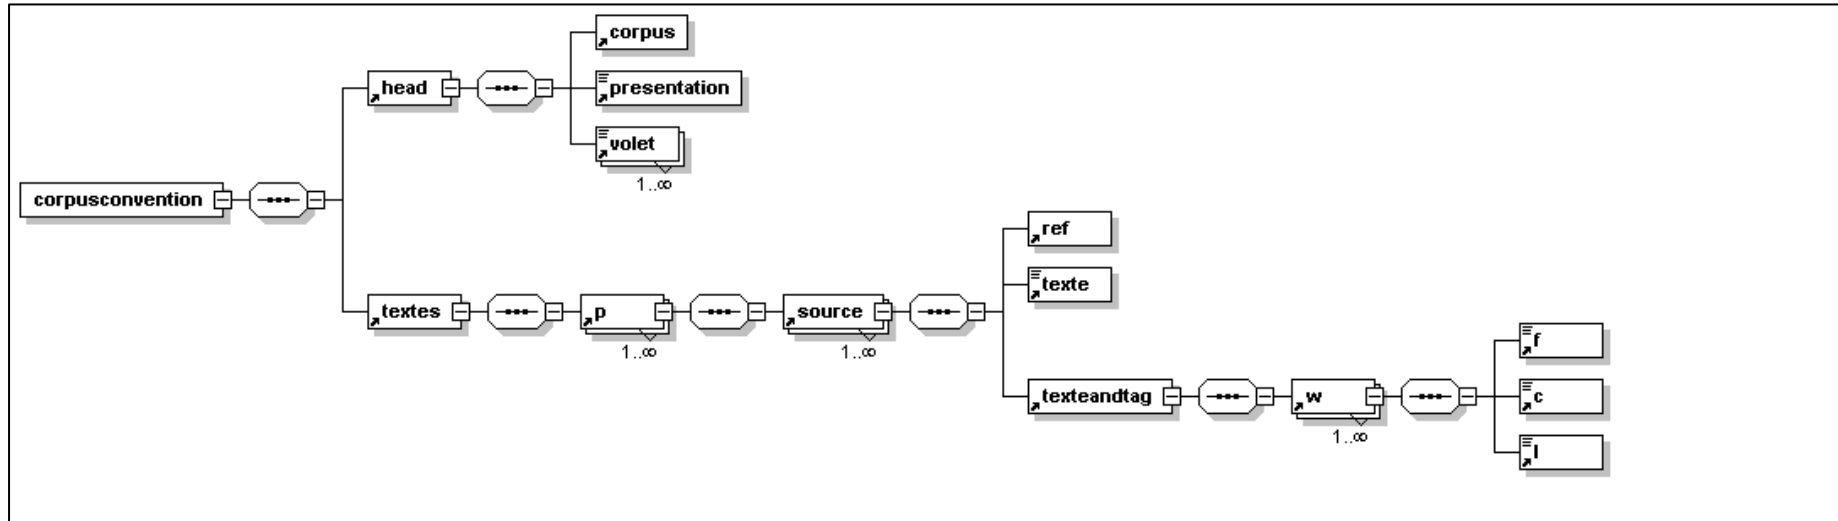 corpus
head
presentation
volet
1..∞
corpusconvention
ref
texte
textes
p
source
1..∞
1..∞
f
texteandtag
w
c
1..∞
l